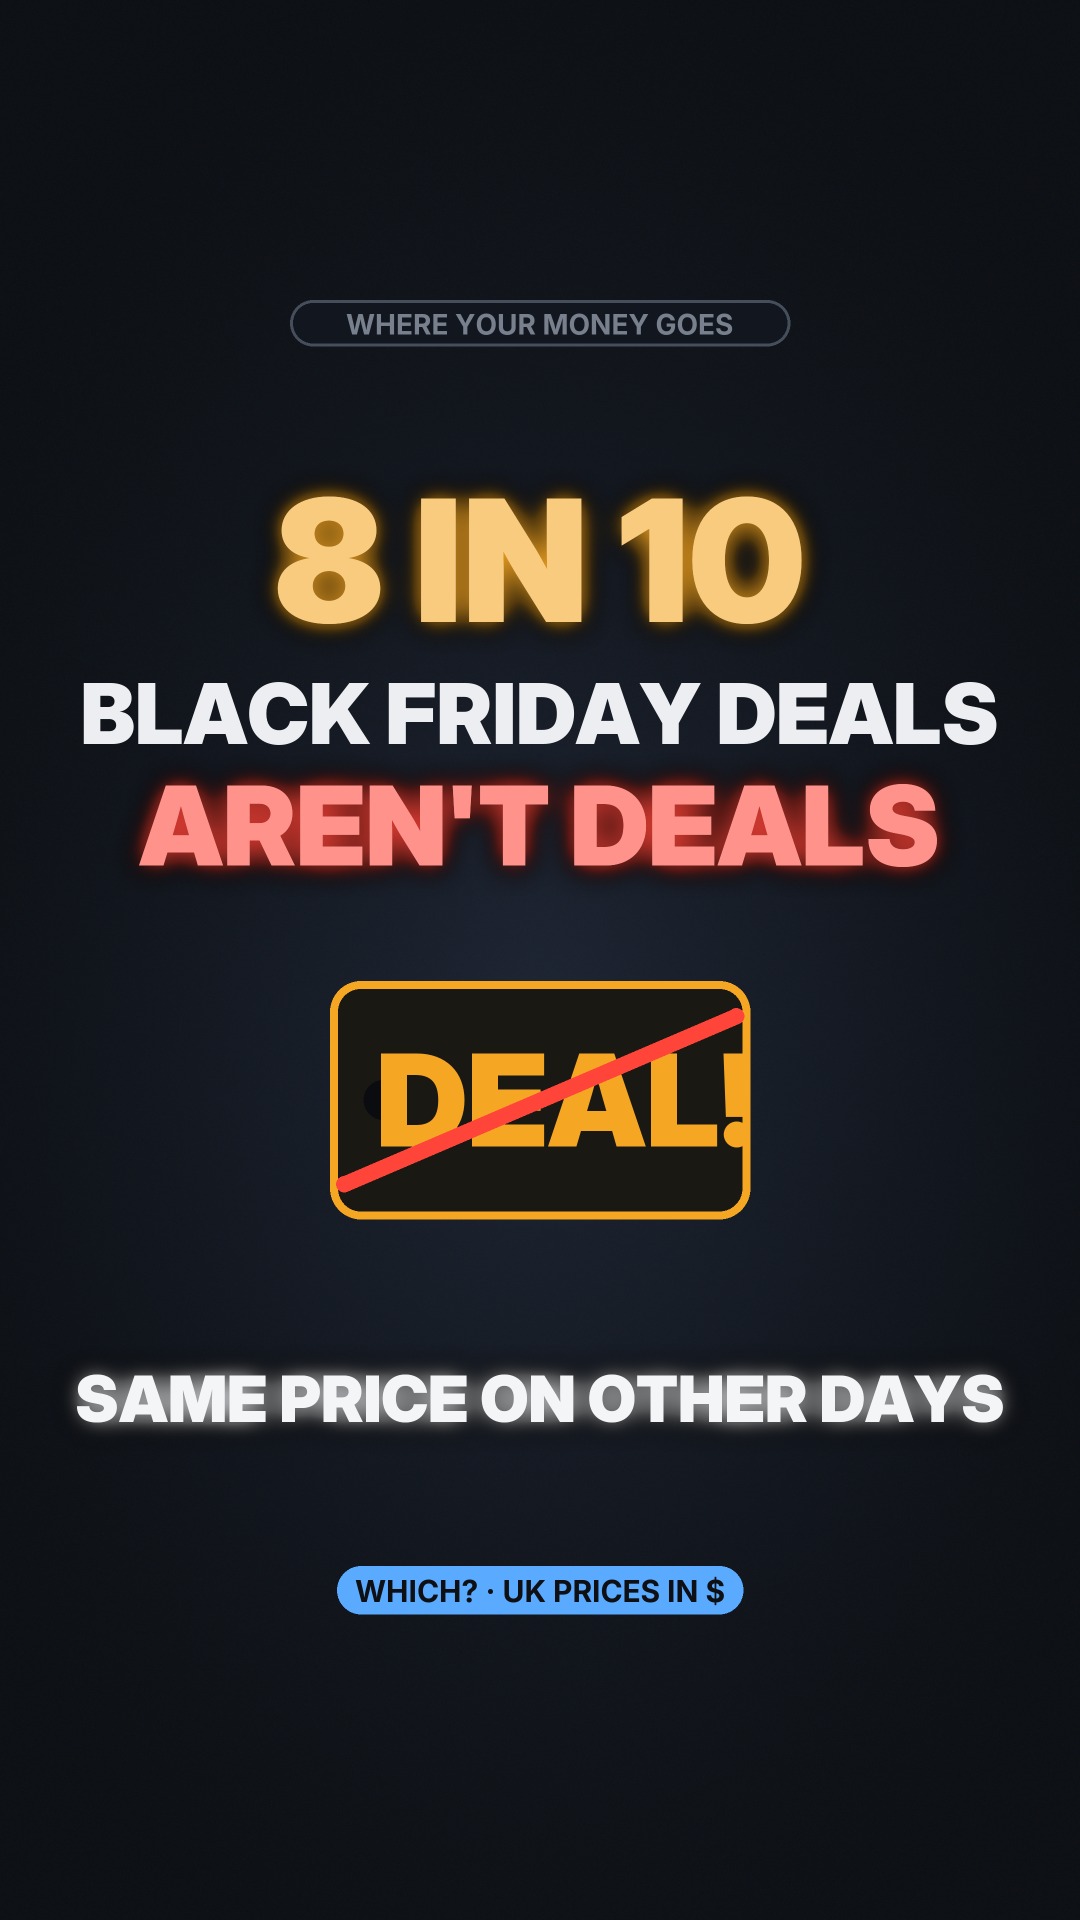 WHERE YOUR MONEY GOES
8 IN 10
BLACK FRIDAY DEALS
AREN'T DEALS
DEAL!
SAME PRICE ON OTHER DAYS
WHICH? · UK PRICES IN $